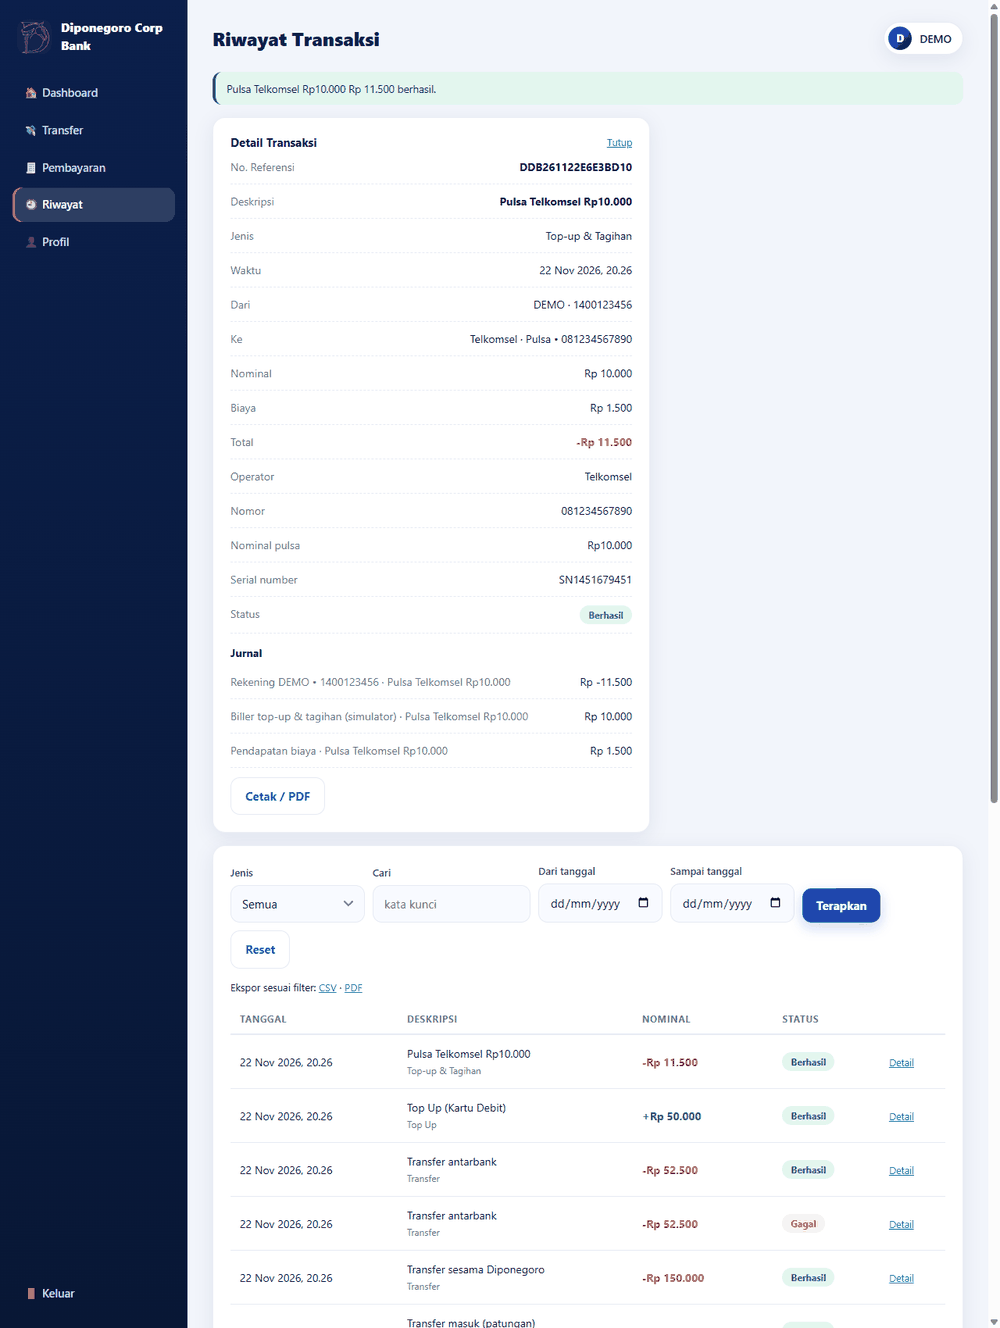 Diponegoro Corp
Bank
Dashboard
Transfer
Pembayaran
Riwayat
Profil
Keluar
Riwayat Transaksi
D DEMO
Pulsa Telkomsel Rp10.000 Rp 11.500 berhasil.
Detail Transaksi Tutup
No. Referensi DDB261122E6E3BD10
Deskripsi Pulsa Telkomsel Rp10.000
Jenis Top-up & Tagihan
Waktu 22 Nov 2026, 20.26
Dari DEMO · 1400123456
Ke Telkomsel · Pulsa • 081234567890
Nominal Rp 10.000
Biaya Rp 1.500
Total -Rp 11.500
Operator Telkomsel
Nomor 081234567890
Nominal pulsa Rp10.000
Serial number SN1451679451
Status Berhasil
Jurnal
Rekening DEMO • 1400123456 · Pulsa Telkomsel Rp10.000 Rp -11.500
Biller top-up & tagihan (simulator) · Pulsa Telkomsel Rp10.000 Rp 10.000
Pendapatan biaya · Pulsa Telkomsel Rp10.000 Rp 1.500
Cetak / PDF
Jenis Cari Dari tanggal Sampai tanggal
Semua kata kunci dd/mm/yyyy dd/mm/yyyy Terapkan
Reset
Ekspor sesuai filter: CSV · PDF
TANGGAL DESKRIPSI NOMINAL STATUS
22 Nov 2026, 20.26 Pulsa Telkomsel Rp10.000 -Rp 11.500 Berhasil Detail
Top-up & Tagihan
22 Nov 2026, 20.26 Top Up (Kartu Debit) +Rp 50.000 Berhasil Detail
Top Up
22 Nov 2026, 20.26 Transfer antarbank -Rp 52.500 Berhasil Detail
Transfer
22 Nov 2026, 20.26 Transfer antarbank -Rp 52.500 Gagal Detail
Transfer
22 Nov 2026, 20.26 Transfer sesama Diponegoro -Rp 150.000 Berhasil Detail
Transfer
Transfer masuk (patungan)